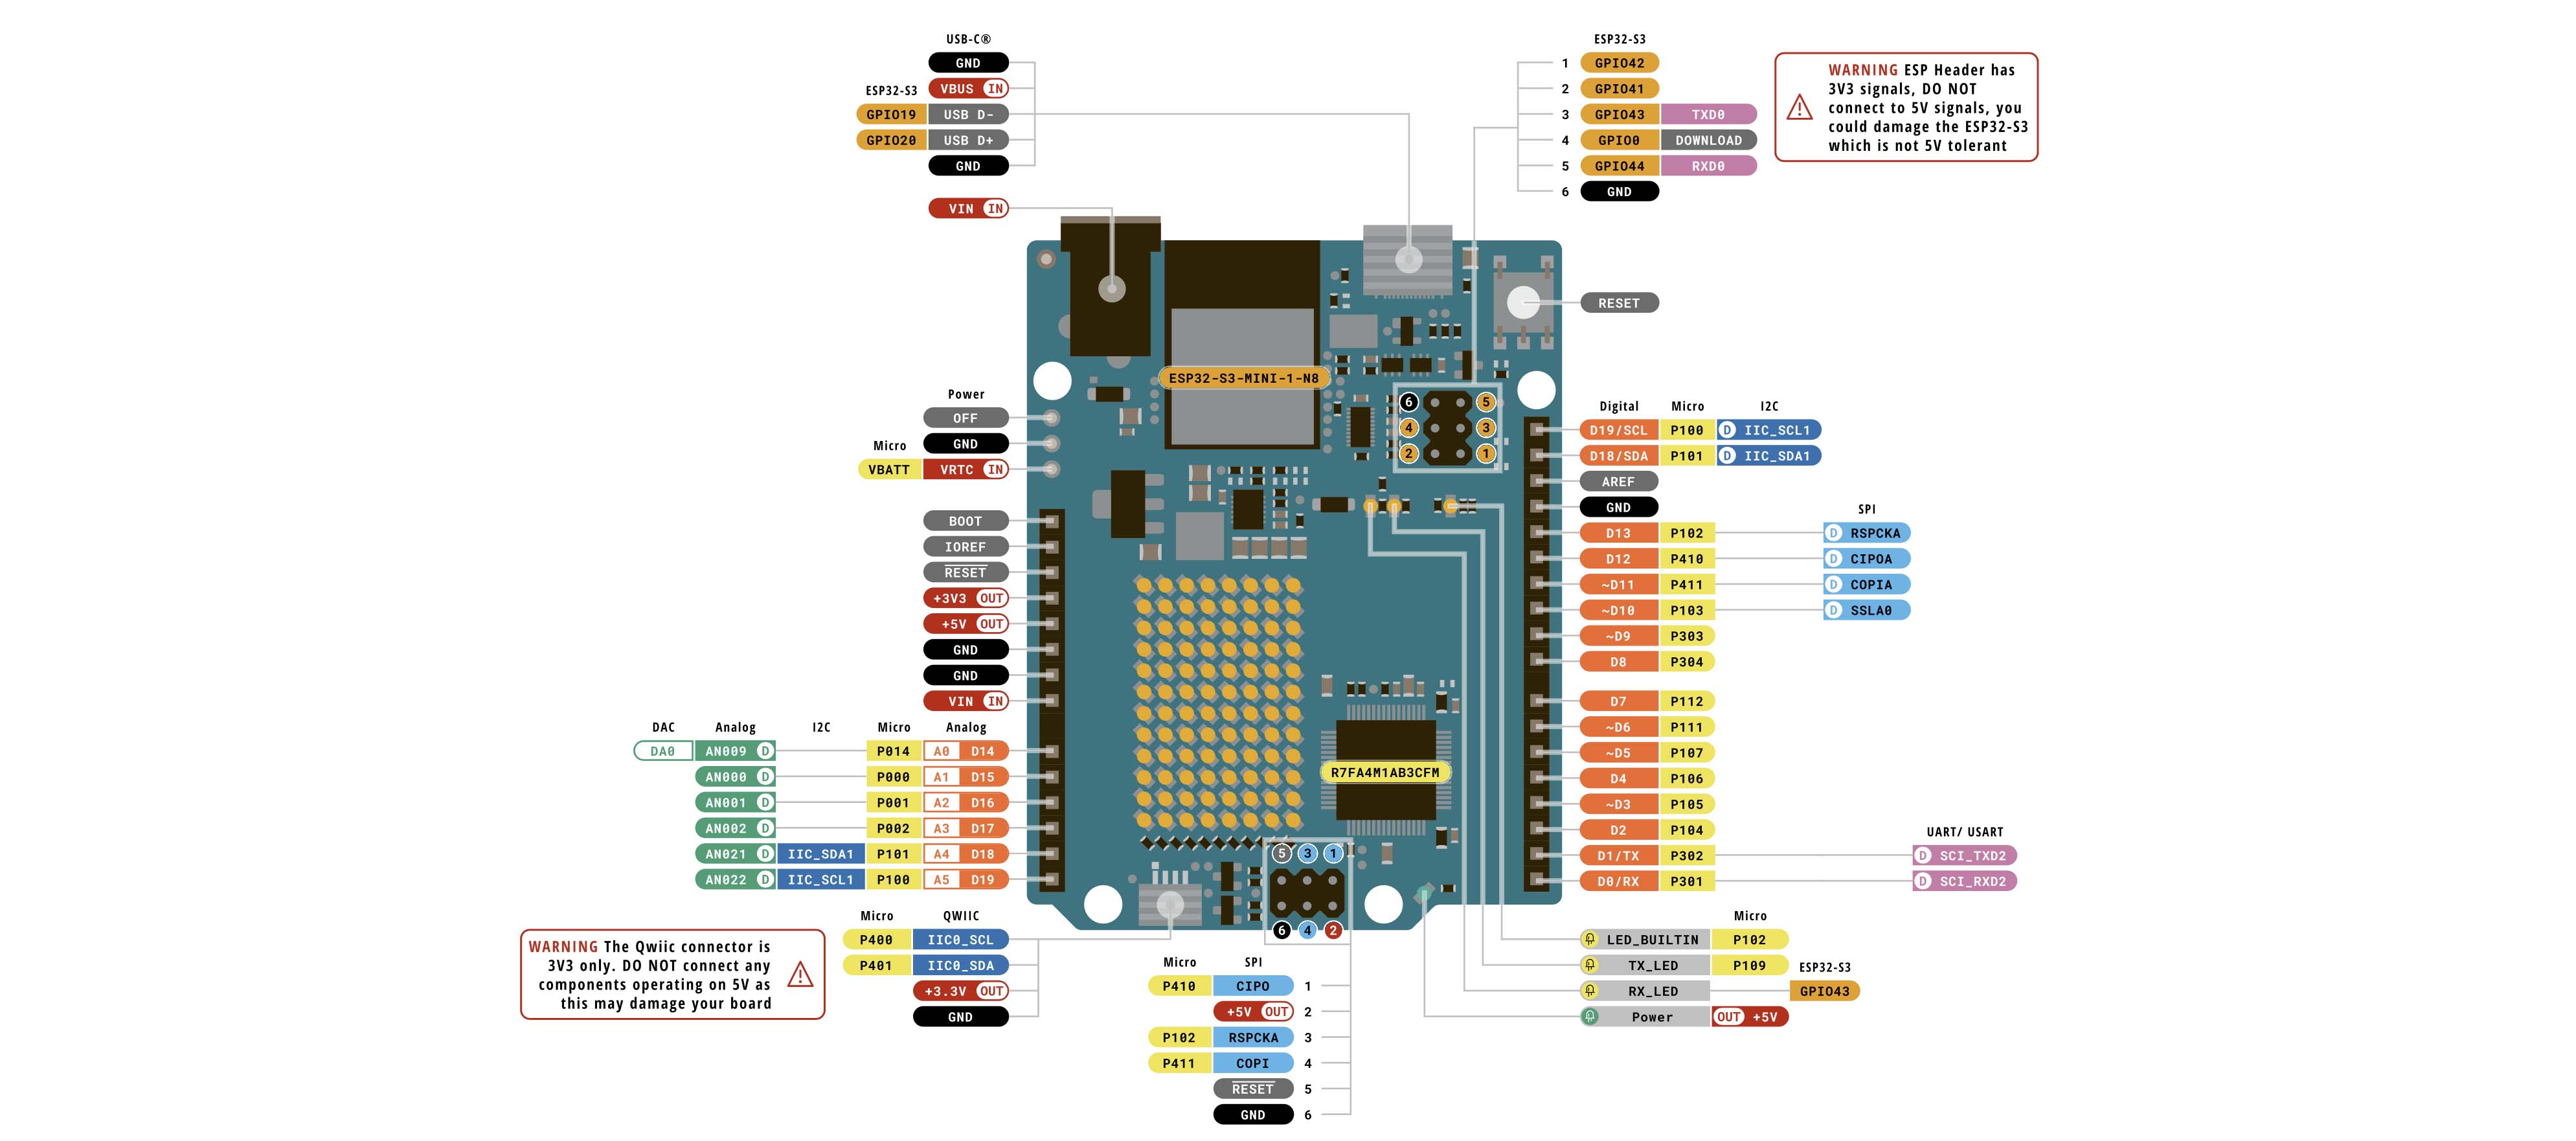 USB-C®
GND
VBUS IN
ESP32-S3
GPIO19 USB D-
GPIO20 USB D+
GND
VIN IN
ESP32-S3
1 GPIO42
2 GPIO41
3 GPIO43 TXD0
4 GPIO0 DOWNLOAD
5 GPIO44 RXD0
6 GND
WARNING ESP Header has
3V3 signals, DO NOT
connect to 5V signals, you
could damage the ESP32-S3
which is not 5V tolerant
RESET
ESP32-S3-MINI-1-N8
6 5
4 3
2 1
Power
OFF
GND
Micro
VBATT VRTC IN
BOOT
IOREF
RESET
+3V3 OUT
+5V OUT
GND
GND
VIN IN
DAC Analog I2C Micro Analog
DA0 AN009 D P014 A0 D14
AN000 D P000 A1 D15
AN001 D P001 A2 D16
AN002 D P002 A3 D17
AN021 D IIC_SDA1 P101 A4 D18
AN022 D IIC_SCL1 P100 A5 D19
Digital Micro I2C
D19/SCL P100 D IIC_SCL1
D18/SDA P101 D IIC_SDA1
AREF
GND
SPI
D13 P102 D RSPCKA
D12 P410 D CIPOA
~D11 P411 D COPIA
~D10 P103 D SSLA0
~D9 P303
D8 P304
D7 P112
~D6 P111
~D5 P107
D4 P106
~D3 P105
D2 P104
UART/ USART
D1/TX P302 D SCI_TXD2
D0/RX P301 D SCI_RXD2
R7FA4M1AB3CFM
5 3 1
6 4 2
Micro QWIIC
P400 IIC0_SCL
P401 IIC0_SDA
+3.3V OUT
GND
WARNING The Qwiic connector is
3V3 only. DO NOT connect any
components operating on 5V as
this may damage your board
Micro SPI
P410 CIPO 1
+5V OUT 2
P102 RSPCKA 3
P411 COPI 4
RESET 5
GND 6
Micro
LED_BUILTIN P102
TX_LED P109
ESP32-S3
RX_LED GPIO43
Power OUT +5V